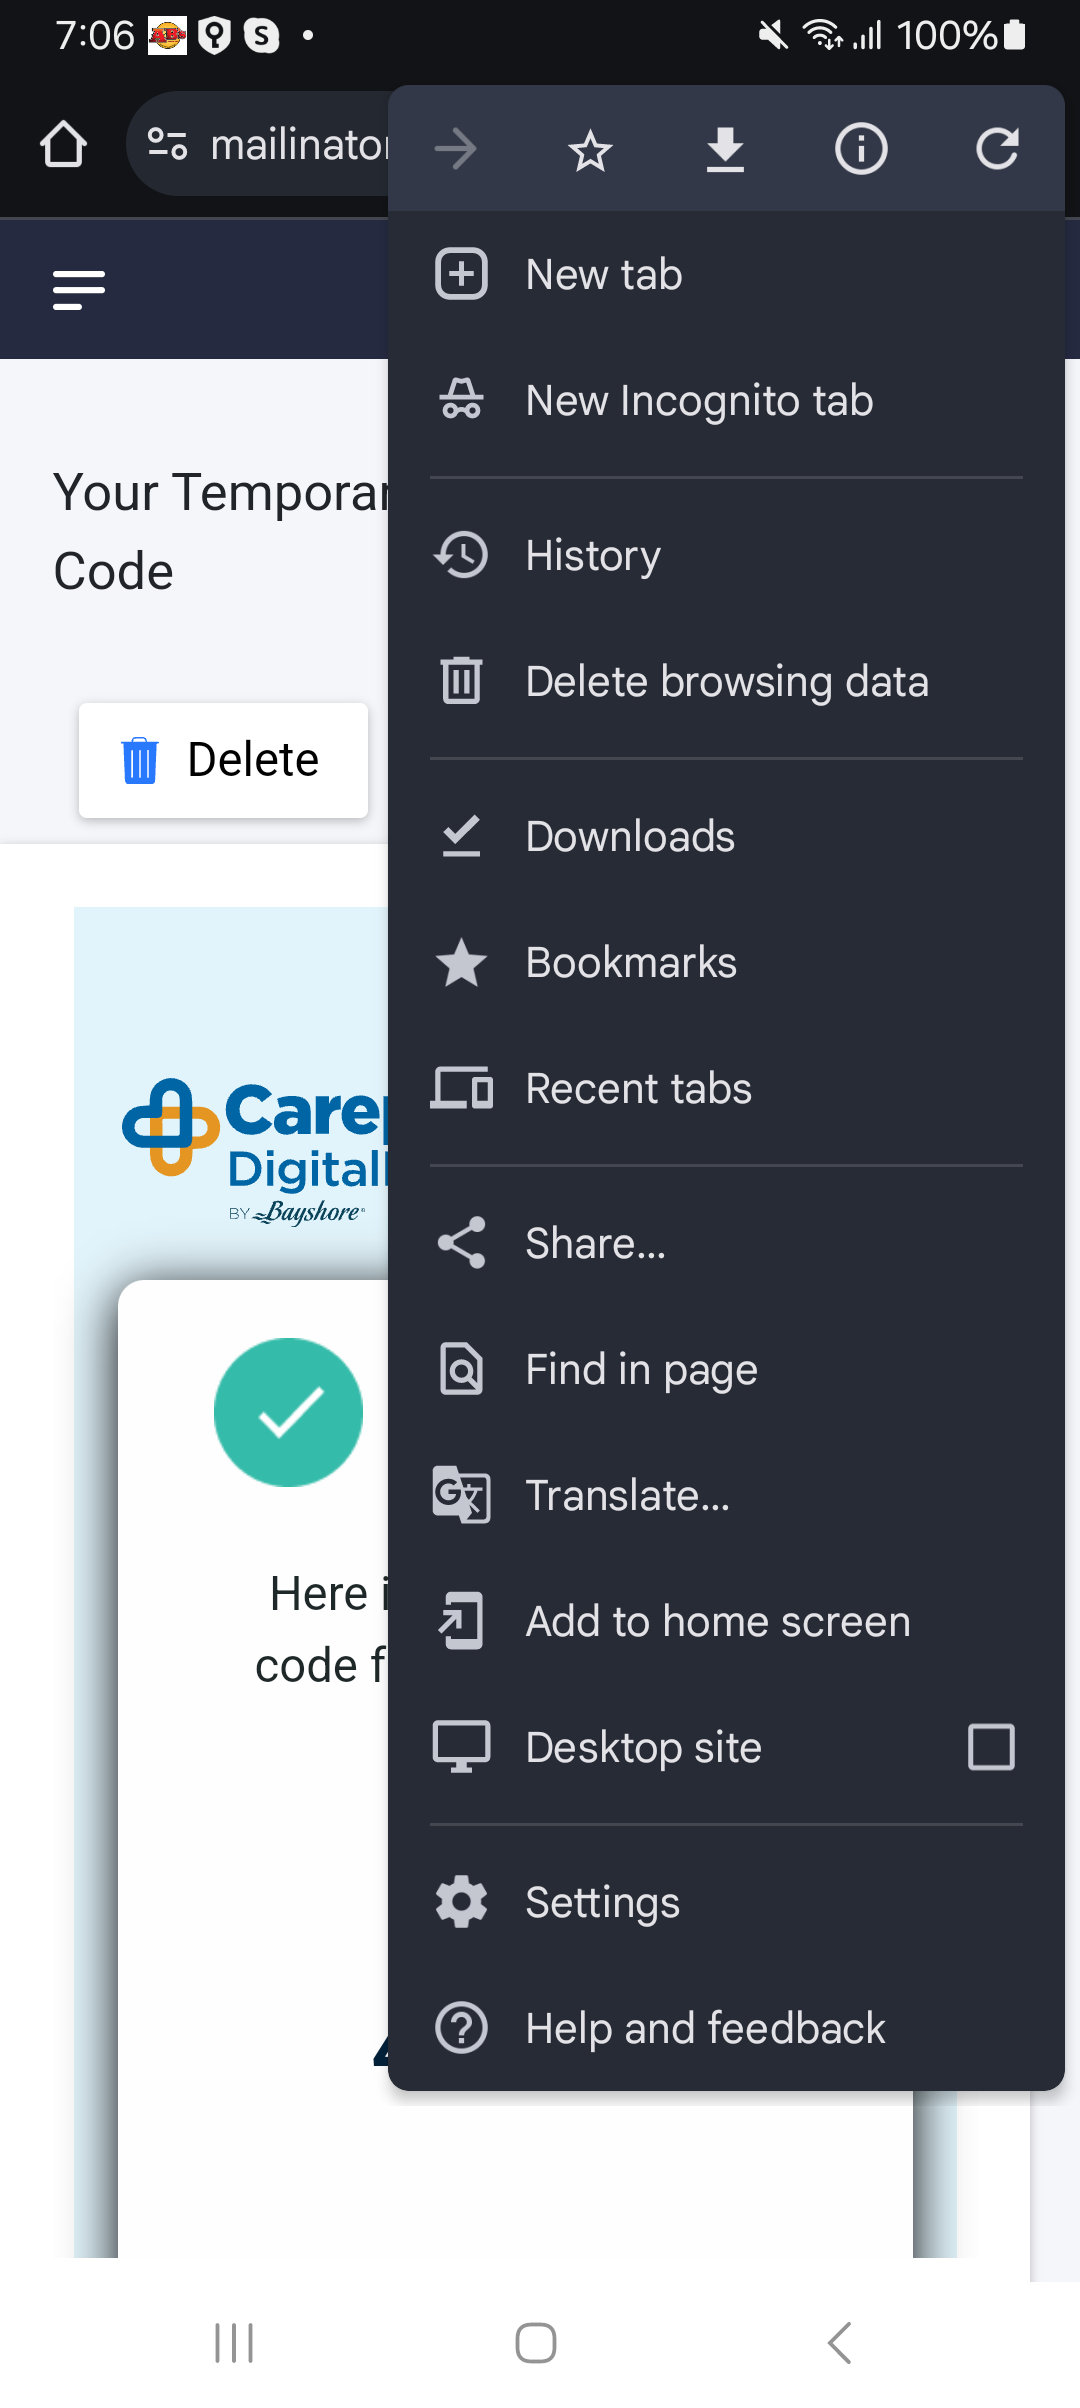 7:06
100%
mailinator
New tab
New Incognito tab
History
Delete browsing data
Downloads
Bookmarks
Recent tabs
Share...
Find in page
Translate...
Add to home screen
Desktop site
Settings
Help and feedback
Your Temporar
Code
Delete
Carep
Digital
BY Bayshore
Here i
code f